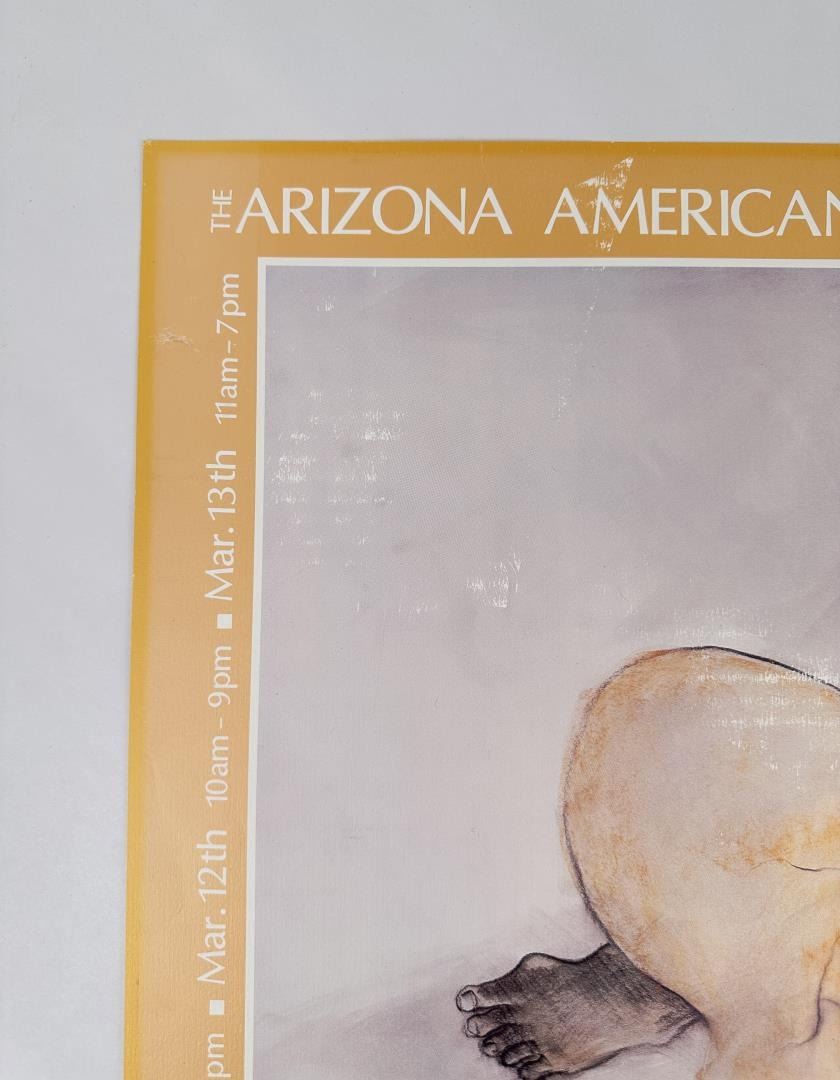 THE ARIZONA AMERICAN
pm ■ Mar. 12th 10am - 9pm ■ Mar. 13th 11am - 7pm